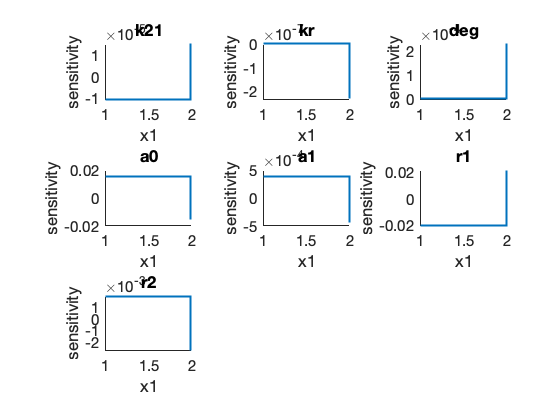 ×10 k21
sensitivity
1
0
-1
1 1.5 2
x1
×10 kr
sensitivity
0
-1
-2
1 1.5 2
x1
×10 deg
sensitivity
2
1
0
1 1.5 2
x1
a0
sensitivity
0.02
0
-0.02
1 1.5 2
x1
×10 a1
sensitivity
5
0
-5
1 1.5 2
x1
r1
sensitivity
0.02
0
-0.02
1 1.5 2
x1
×10 r2
sensitivity
1
0
-1
-2
1 1.5 2
x1